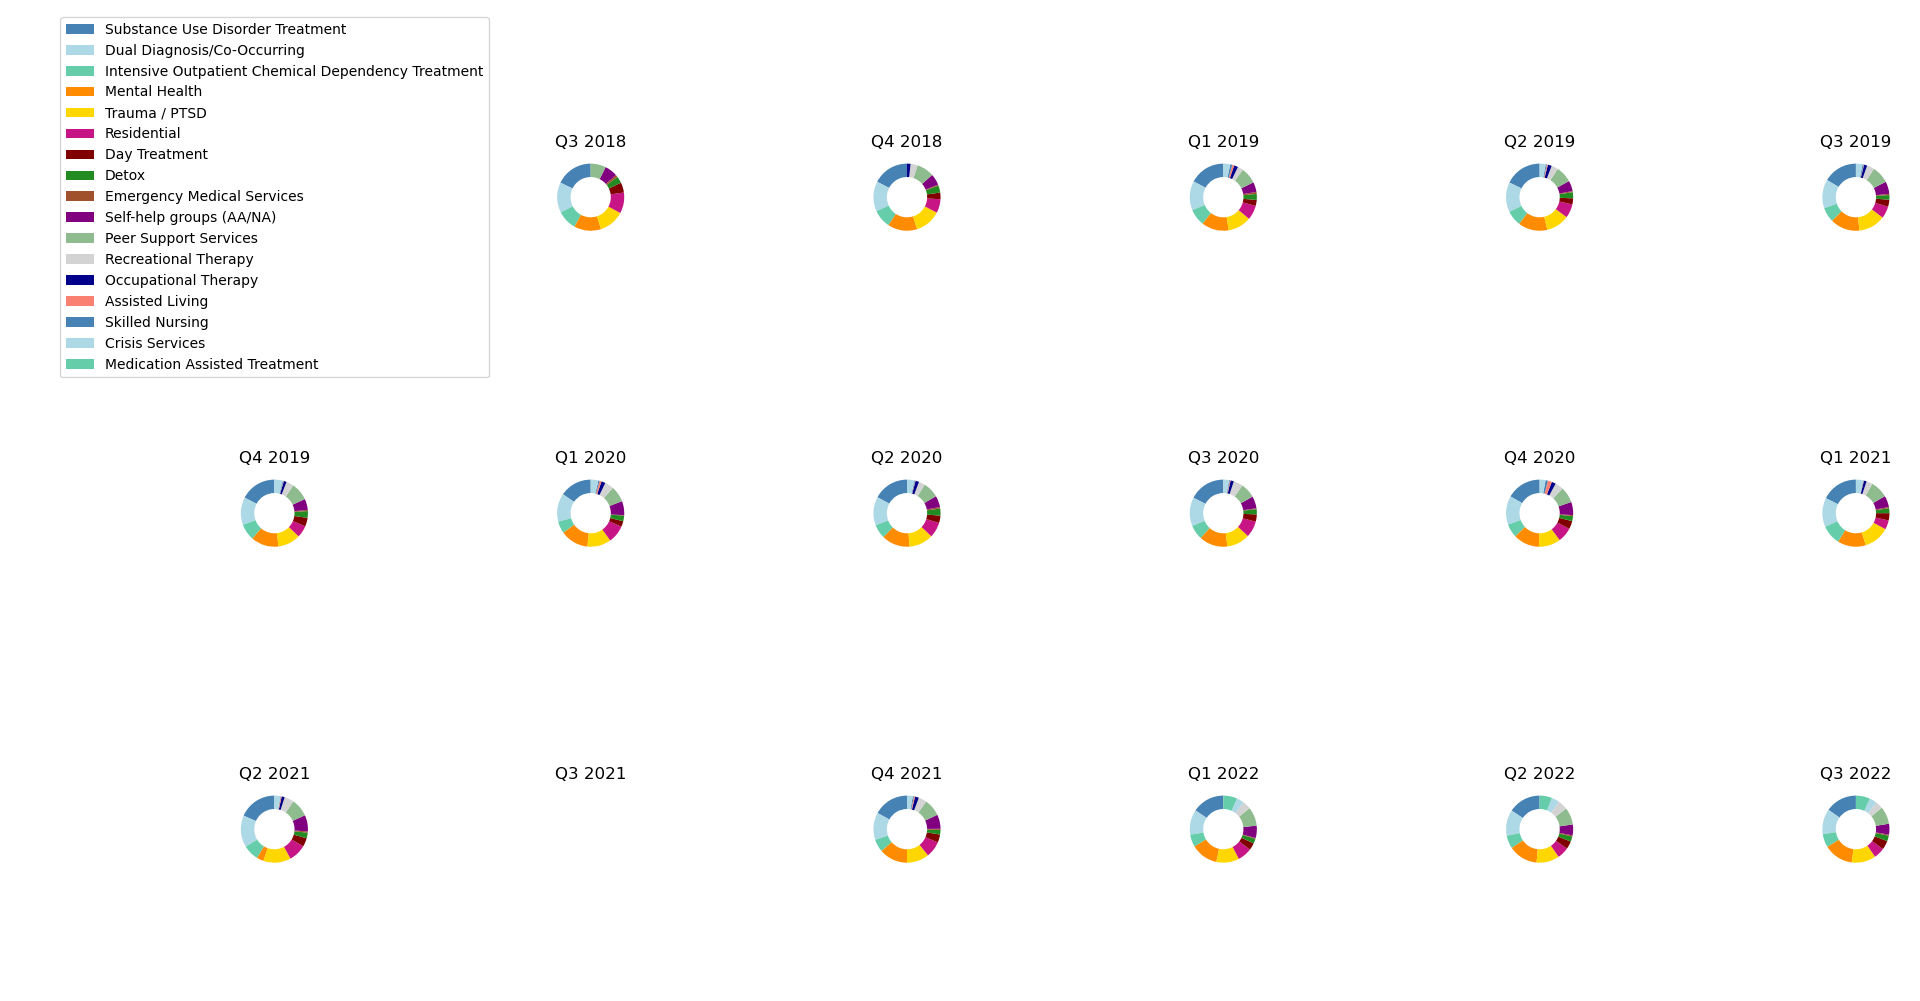 Substance Use Disorder Treatment
Dual Diagnosis/Co-Occurring
Intensive Outpatient Chemical Dependency Treatment
Mental Health
Trauma / PTSD
Residential
Day Treatment
Detox
Emergency Medical Services
Self-help groups (AA/NA)
Peer Support Services
Recreational Therapy
Occupational Therapy
Assisted Living
Skilled Nursing
Crisis Services
Medication Assisted Treatment
Q3 2018
Q4 2018
Q1 2019
Q2 2019
Q3 2019
Q4 2019
Q1 2020
Q2 2020
Q3 2020
Q4 2020
Q1 2021
Q2 2021
Q3 2021
Q4 2021
Q1 2022
Q2 2022
Q3 2022